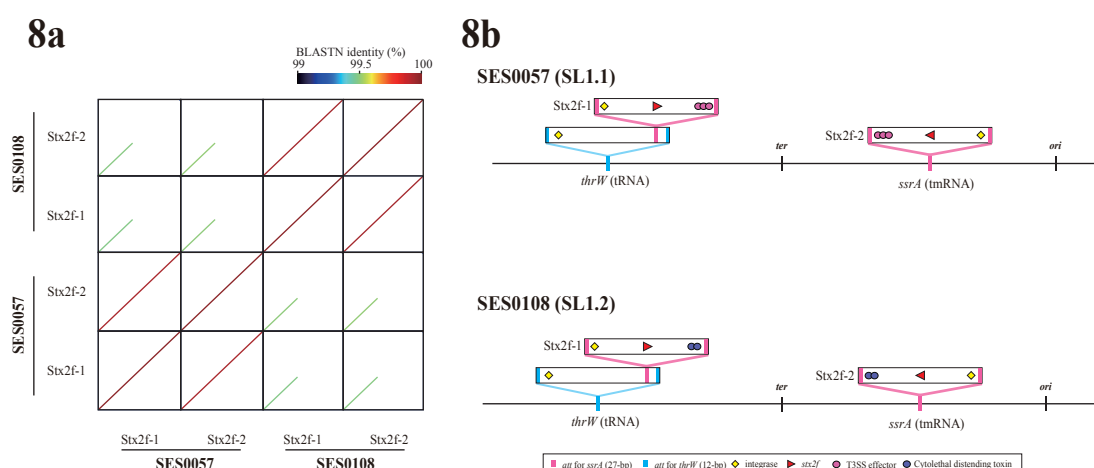 8a
BLASTN identity (%)
99 99.5 100
SES0108
Stx2f-2
Stx2f-1
SES0057
Stx2f-2
Stx2f-1
Stx2f-1 Stx2f-2 Stx2f-1 Stx2f-2
SES0057 SES0108
8b
SES0057 (SL1.1)
Stx2f-1
Stx2f-2
ter
ori
thrW (tRNA)
ssrA (tmRNA)
SES0108 (SL1.2)
Stx2f-1
Stx2f-2
ter
ori
thrW (tRNA)
ssrA (tmRNA)
att for ssrA (27-bp) att for thrW (12-bp) integrase stx2f T3SS effector Cytolethal distending toxin